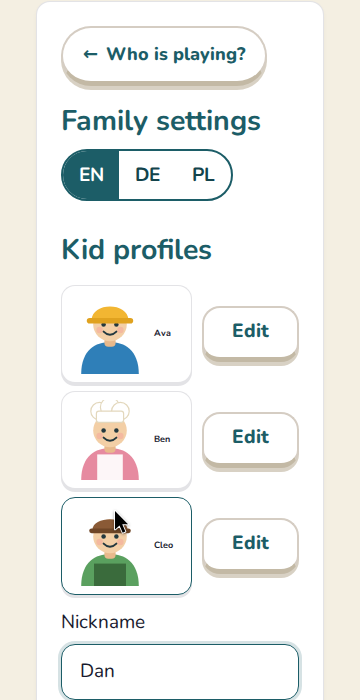 ← Who is playing?
Family settings
EN DE PL
Kid profiles
Ava Edit
Ben Edit
Cleo Edit
Nickname
Dan